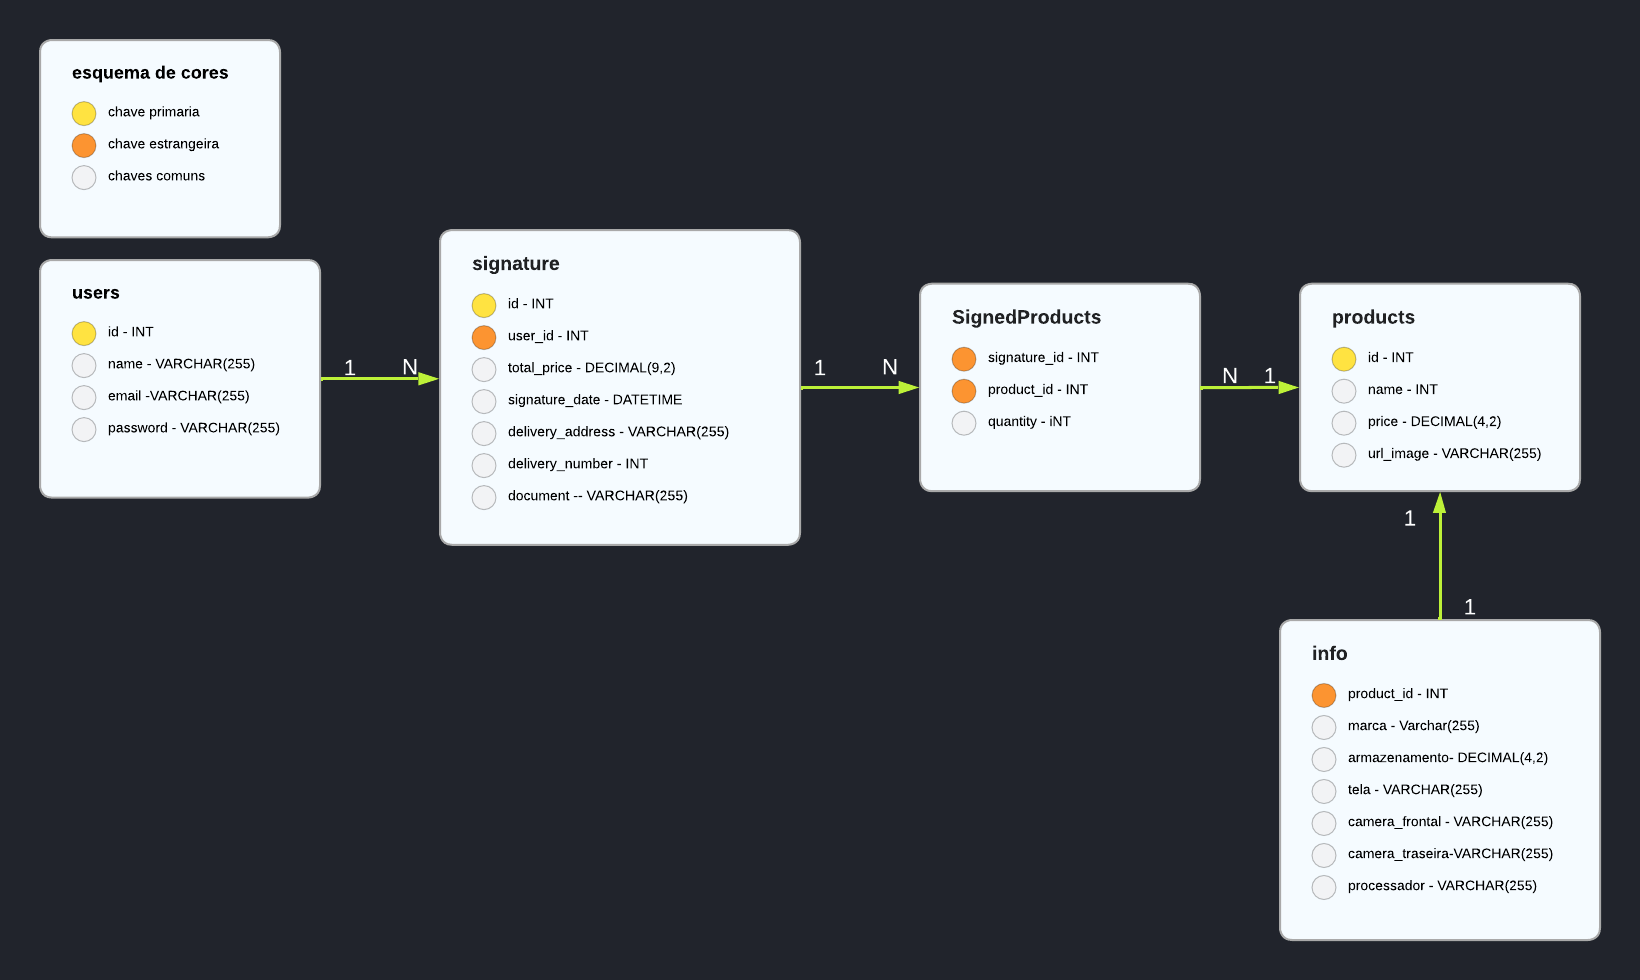 esquema de cores
chave primaria
chave estrangeira
chaves comuns
users
id - INT
name - VARCHAR(255)
email -VARCHAR(255)
password - VARCHAR(255)
1 N
signature
id - INT
user_id - INT
total_price - DECIMAL(9,2)
signature_date - DATETIME
delivery_address - VARCHAR(255)
delivery_number - INT
document -- VARCHAR(255)
1 N
SignedProducts
signature_id - INT
product_id - INT
quantity - iNT
N 1
products
id - INT
name - INT
price - DECIMAL(4,2)
url_image - VARCHAR(255)
1
1
info
product_id - INT
marca - Varchar(255)
armazenamento- DECIMAL(4,2)
tela - VARCHAR(255)
camera_frontal - VARCHAR(255)
camera_traseira-VARCHAR(255)
processador - VARCHAR(255)